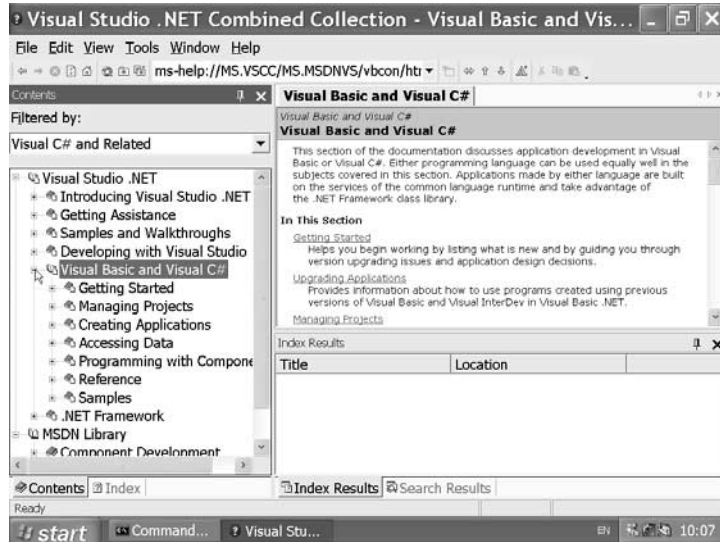 Visual Studio .NET Combined Collection - Visual Basic and Vis...
File Edit View Tools Window Help
ms-help://MS.VSCC/MS.MSDNVS/vbcon/htr
Contents
Filtered by:
Visual C# and Related
Visual Studio .NET
Introducing Visual Studio .NET
Getting Assistance
Samples and Walkthroughs
Developing with Visual Studio
Visual Basic and Visual C#
Getting Started
Managing Projects
Creating Applications
Accessing Data
Programming with Compone
Reference
Samples
.NET Framework
MSDN Library
Component Development
Contents Index
Visual Basic and Visual C#
Visual Basic and Visual C#
Visual Basic and Visual C#
This section of the documentation discusses application development in Visual
Basic or Visual C#. Either programming language can be used equally well in the
subjects covered in this section. Applications made by either language are built
on the services of the common language runtime and take advantage of
the .NET Framework class library.
In This Section
Getting Started
Helps you begin working by listing what is new and by guiding you through
version upgrading issues and application design decisions.
Upgrading Applications
Provides information about how to use programs created using previous
versions of Visual Basic and Visual InterDev in Visual Basic .NET.
Managing Projects
Index Results
Title Location
Index Results Search Results
Ready
start Command... Visual Stu... EN 10:07